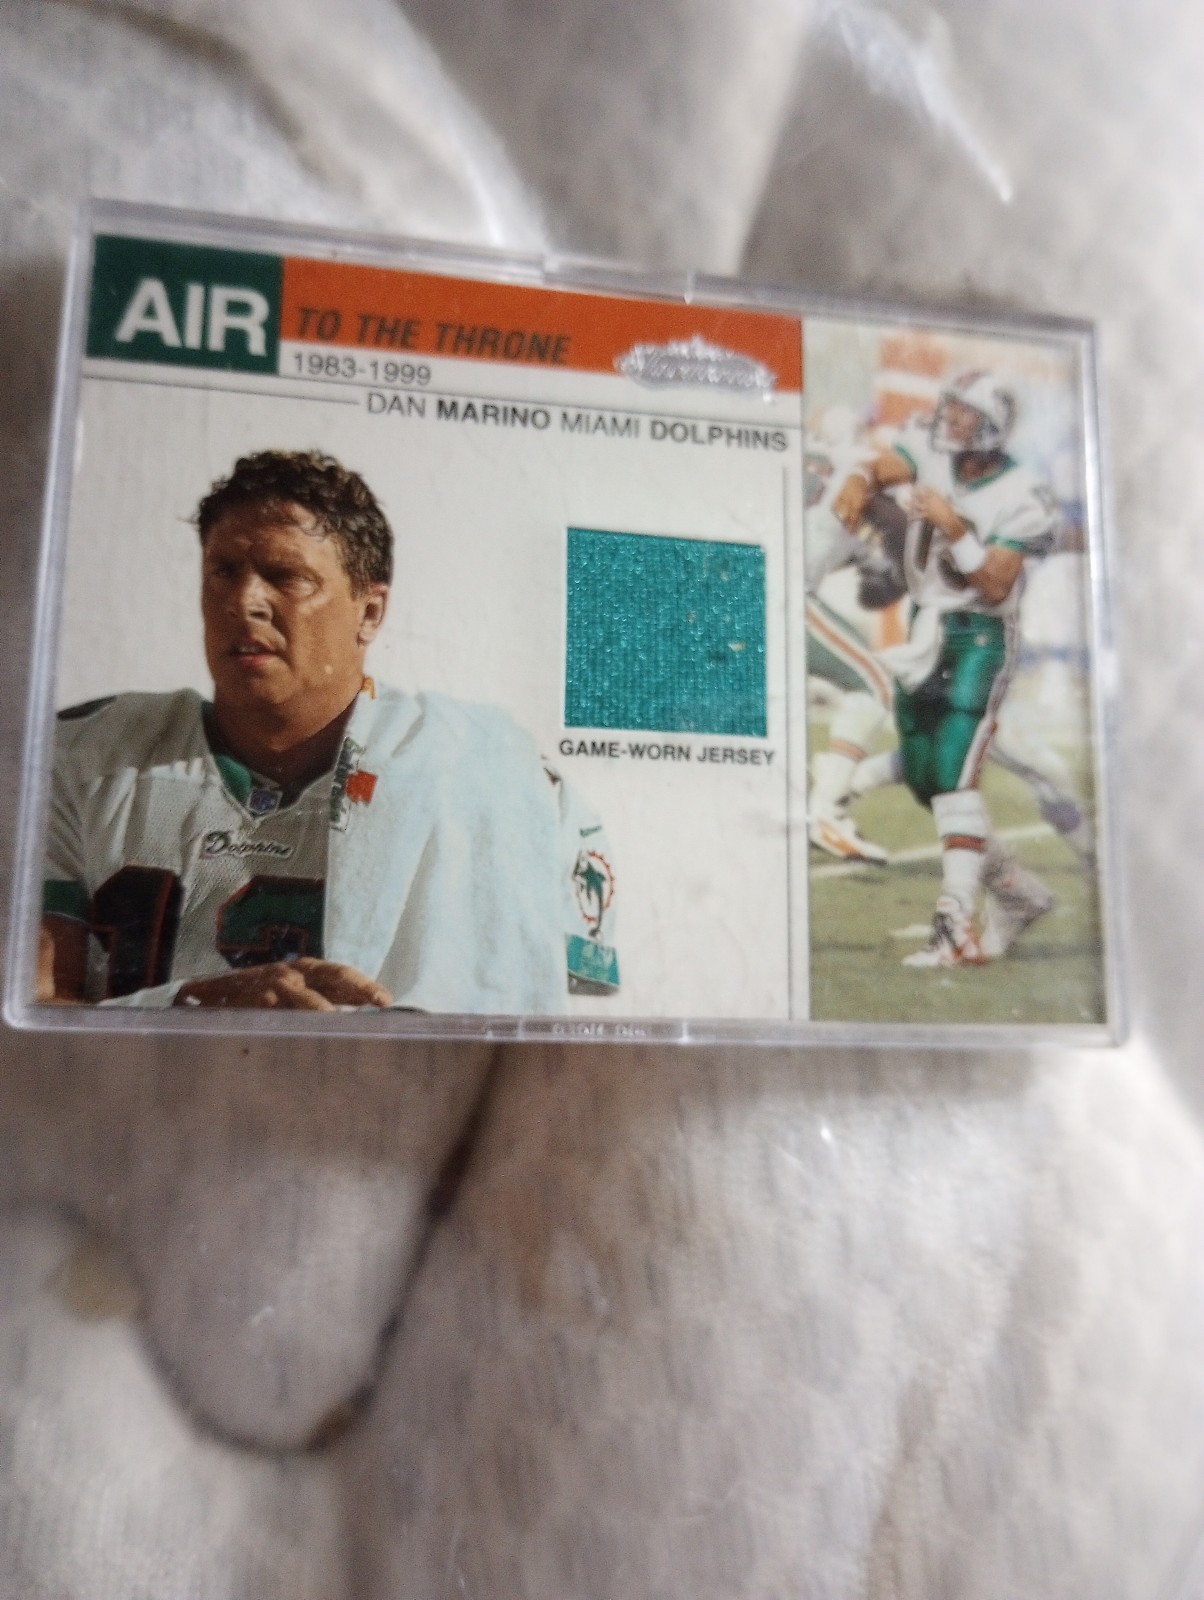 AIR
TO THE THRONE
1983-1999
DAN MARINO MIAMI DOLPHINS
GAME-WORN JERSEY
Dolphins